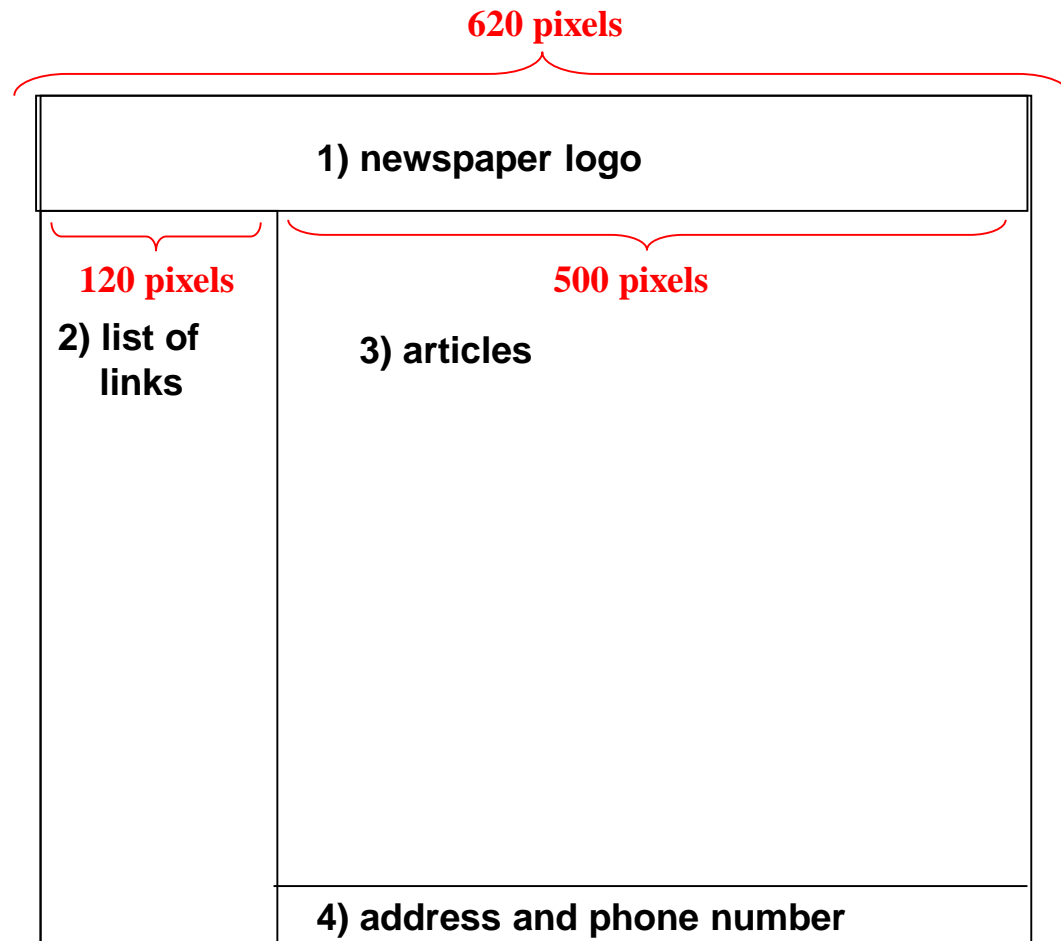 620 pixels
1) newspaper logo
120 pixels
500 pixels
2) list of
links
3) articles
4) address and phone number